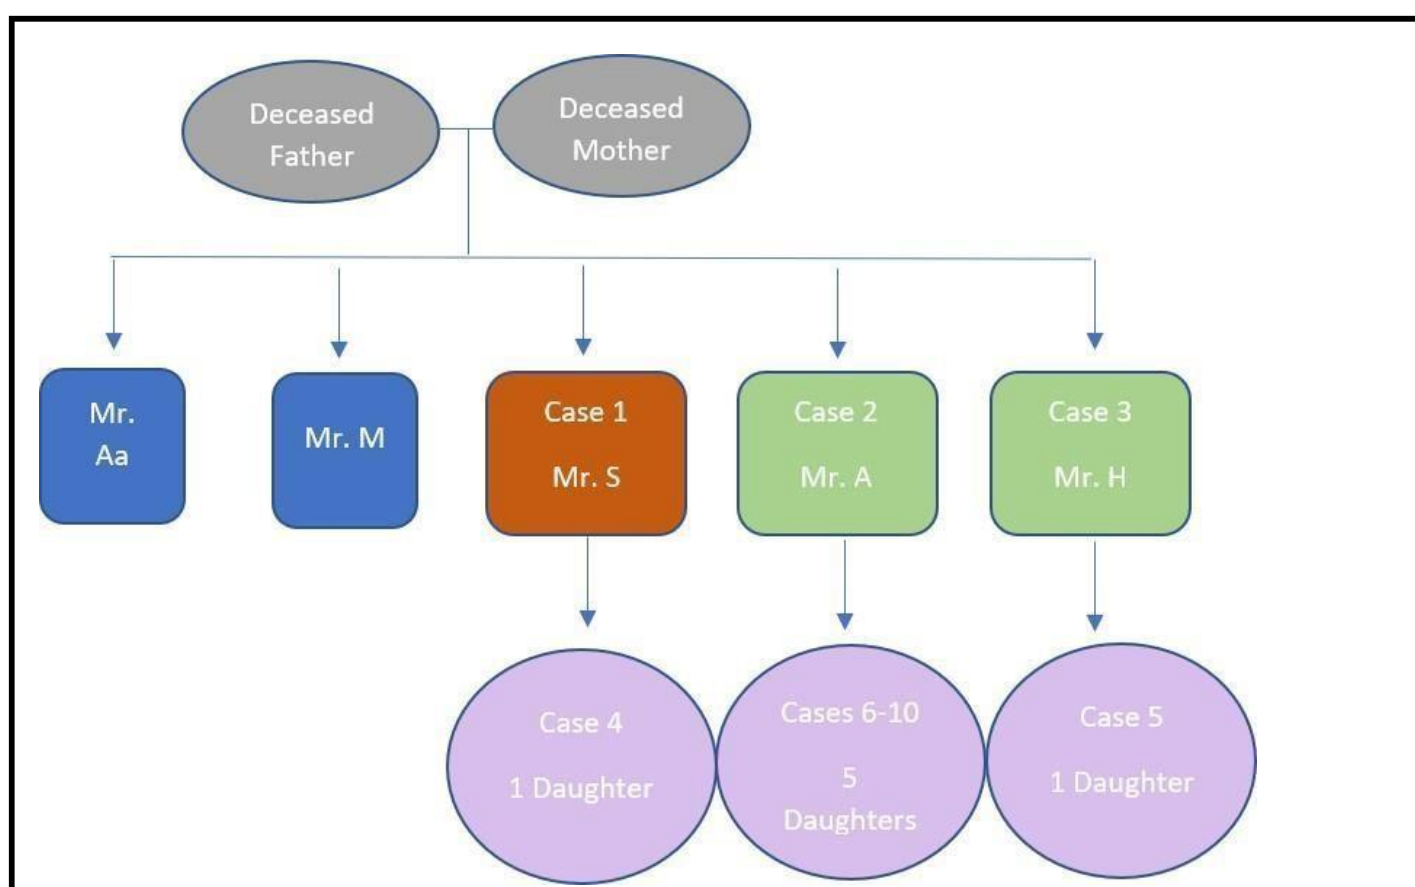 Deceased
Father
Deceased
Mother
Mr.
Aa
Mr. M
Case 1
Mr. S
Case 2
Mr. A
Case 3
Mr. H
Case 4
1 Daughter
Cases 6-10
5
Daughters
Case 5
1 Daughter